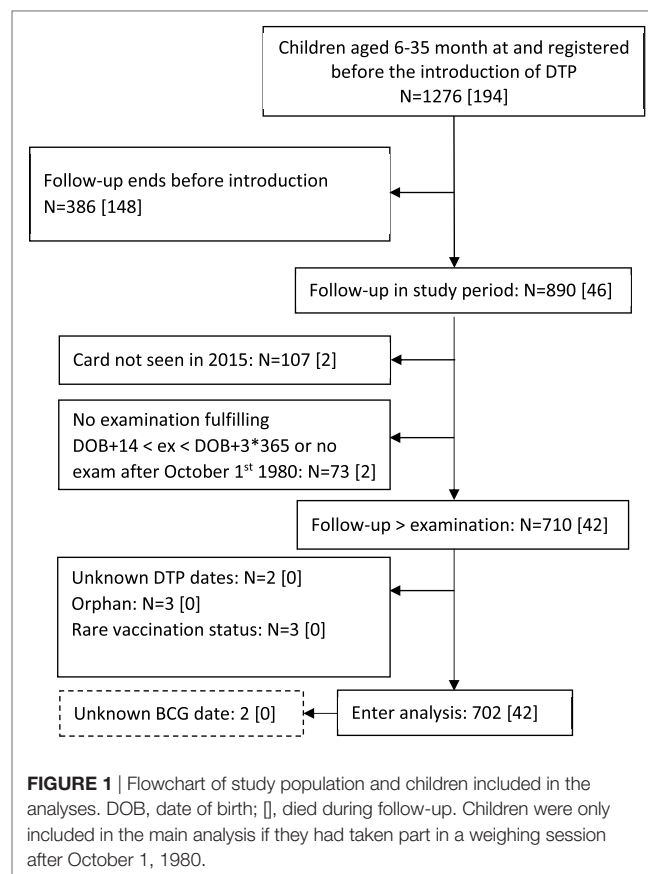 Children aged 6-35 month at and registered
before the introduction of DTP
N=1276 [194]
Follow-up ends before introduction
N=386 [148]
Follow-up in study period: N=890 [46]
Card not seen in 2015: N=107 [2]
No examination fulfilling
DOB+14 < ex < DOB+3*365 or no
exam after October 1st 1980: N=73 [2]
Follow-up > examination: N=710 [42]
Unknown DTP dates: N=2 [0]
Orphan: N=3 [0]
Rare vaccination status: N=3 [0]
Unknown BCG date: 2 [0]
Enter analysis: 702 [42]
FIGURE 1 | Flowchart of study population and children included in the
analyses. DOB, date of birth; [], died during follow-up. Children were only
included in the main analysis if they had taken part in a weighing session
after October 1, 1980.